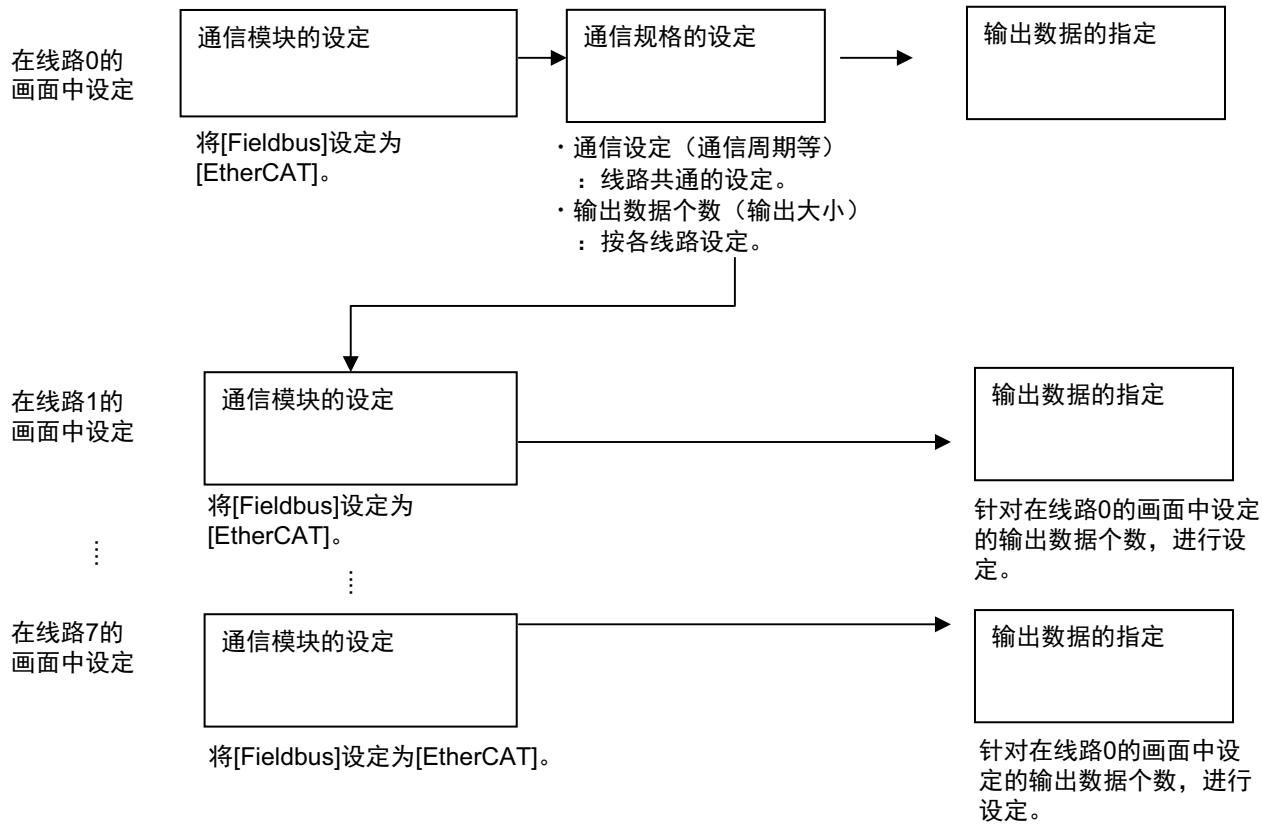 在线路0的
画面中设定
通信模块的设定
将[Fieldbus]设定为
[EtherCAT]。
通信规格的设定
・通信设定（通信周期等）
：线路共通的设定。
・输出数据个数（输出大小）
：按各线路设定。
输出数据的指定
在线路1的
画面中设定
通信模块的设定
将[Fieldbus]设定为
[EtherCAT]。
输出数据的指定
针对在线路0的画面中设定
的输出数据个数，进行设
定。
在线路7的
画面中设定
通信模块的设定
将[Fieldbus]设定为[EtherCAT]。
输出数据的指定
针对在线路0的画面中设
定的输出数据个数，进行
设定。